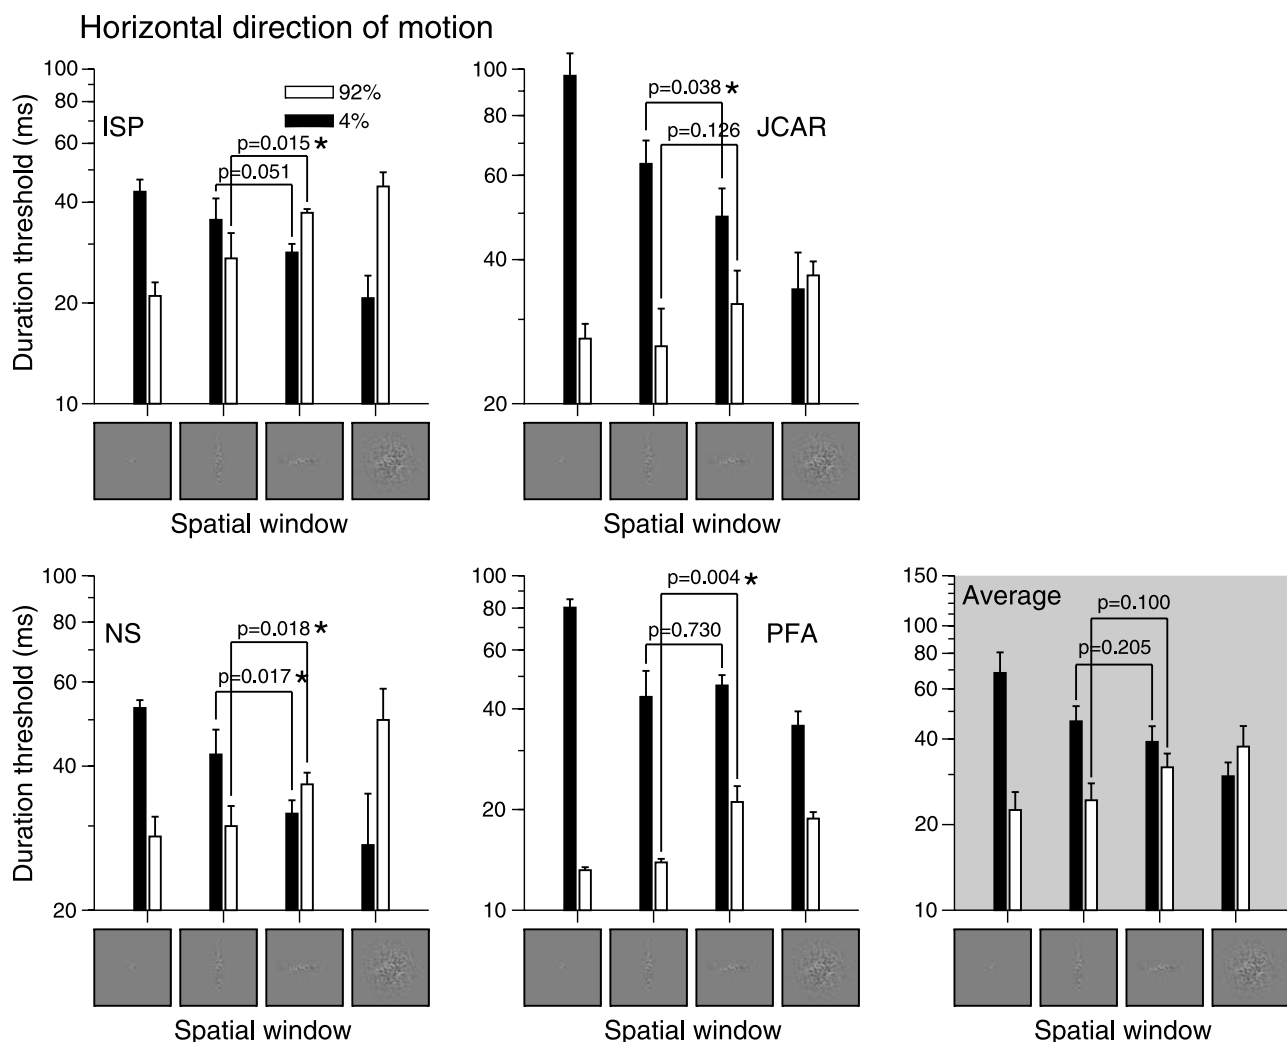 Horizontal direction of motion
Duration threshold (ms)
100
80
60
40
20
10
ISP
92%
4%
p=0.015 *
p=0.051
Spatial window
100
80
60
40
20
JCAR
p=0.038 *
p=0.126
Spatial window
Duration threshold (ms)
100
80
60
40
20
NS
p=0.018 *
p=0.017 *
Spatial window
100
80
60
40
20
10
PFA
p=0.004 *
p=0.730
Spatial window
150
100
80
60
40
20
10
Average
p=0.100
p=0.205
Spatial window